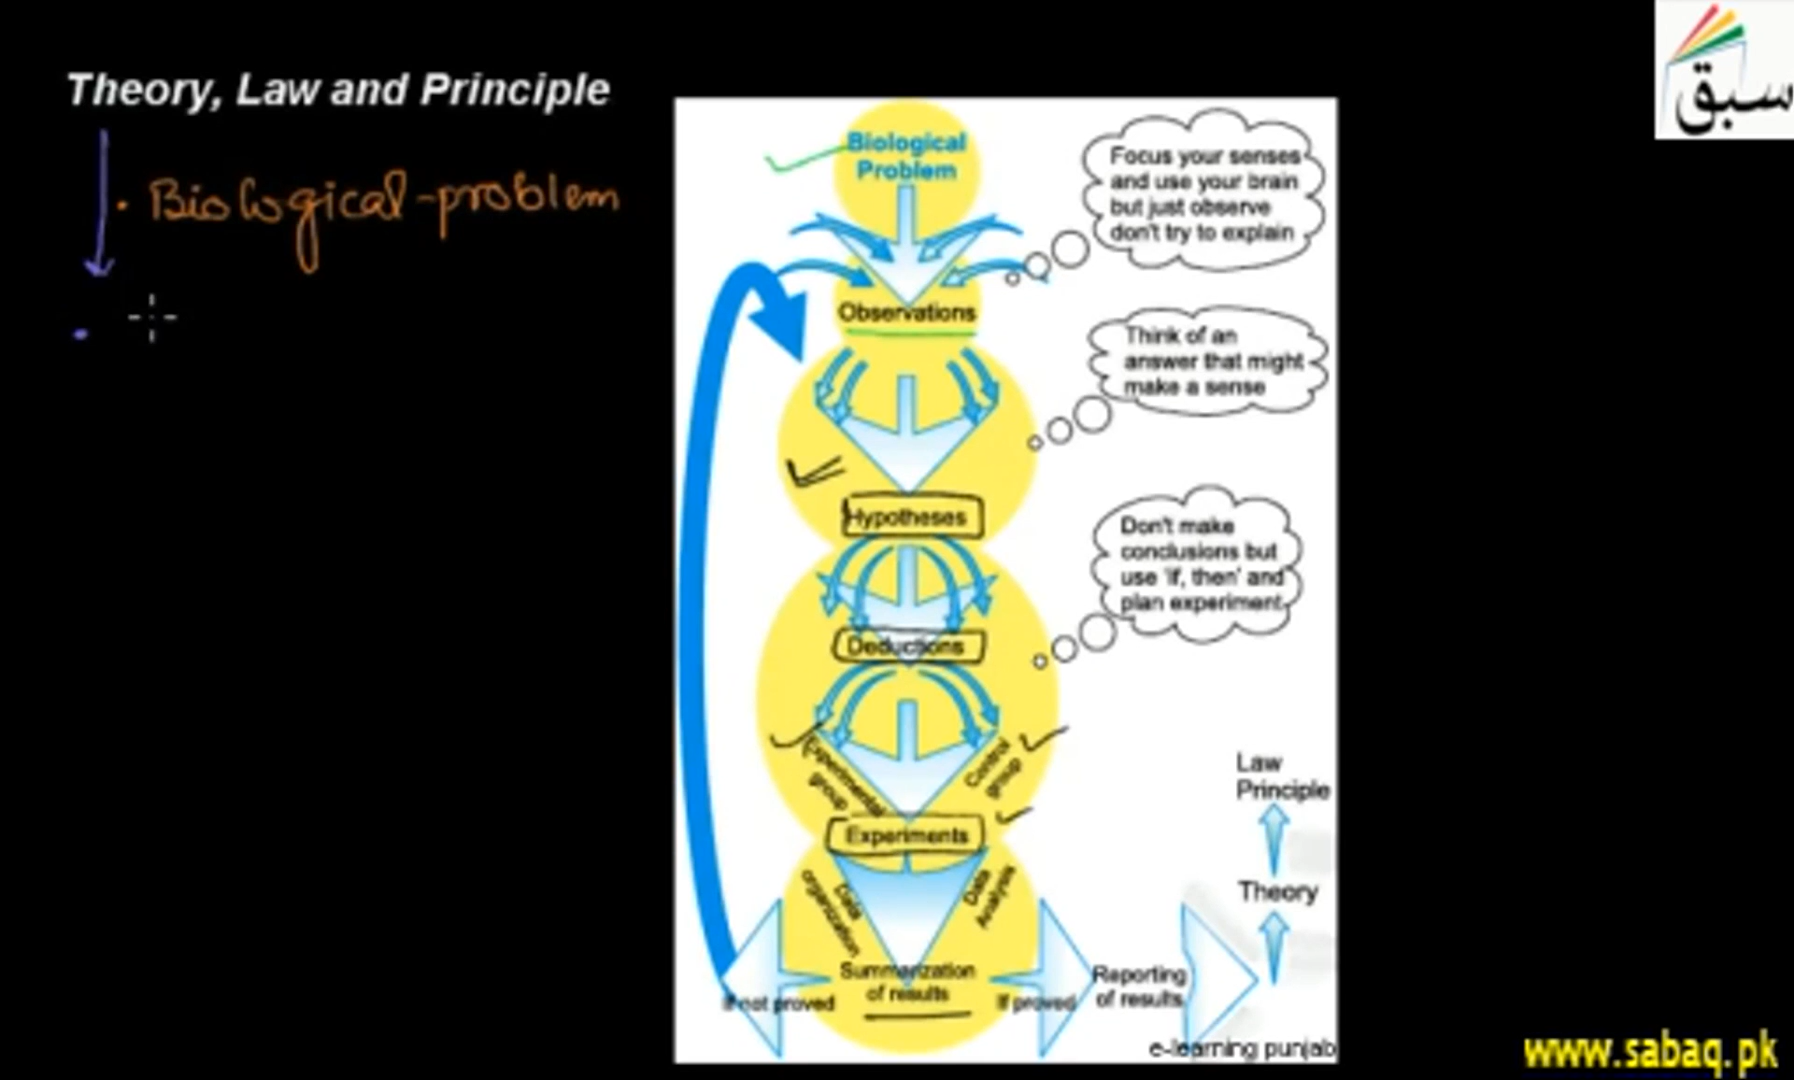 سبق
Theory, Law and Principle
Biological-problem
Biological
Problem
Focus your senses
and use your brain
but just observe
don't try to explain
Observations
Think of an
answer that might
make a sense
Hypotheses
Don't make
conclusions but
use 'if, then' and
plan experiment
Deductions
Experimental
group
Control
group
Experiments
Data
organization
Data
Analysis
Law
Principle
Theory
Summarization
of results
If not proved
If proved
Reporting
of results
e-learning punjab
www.sabaq.pk